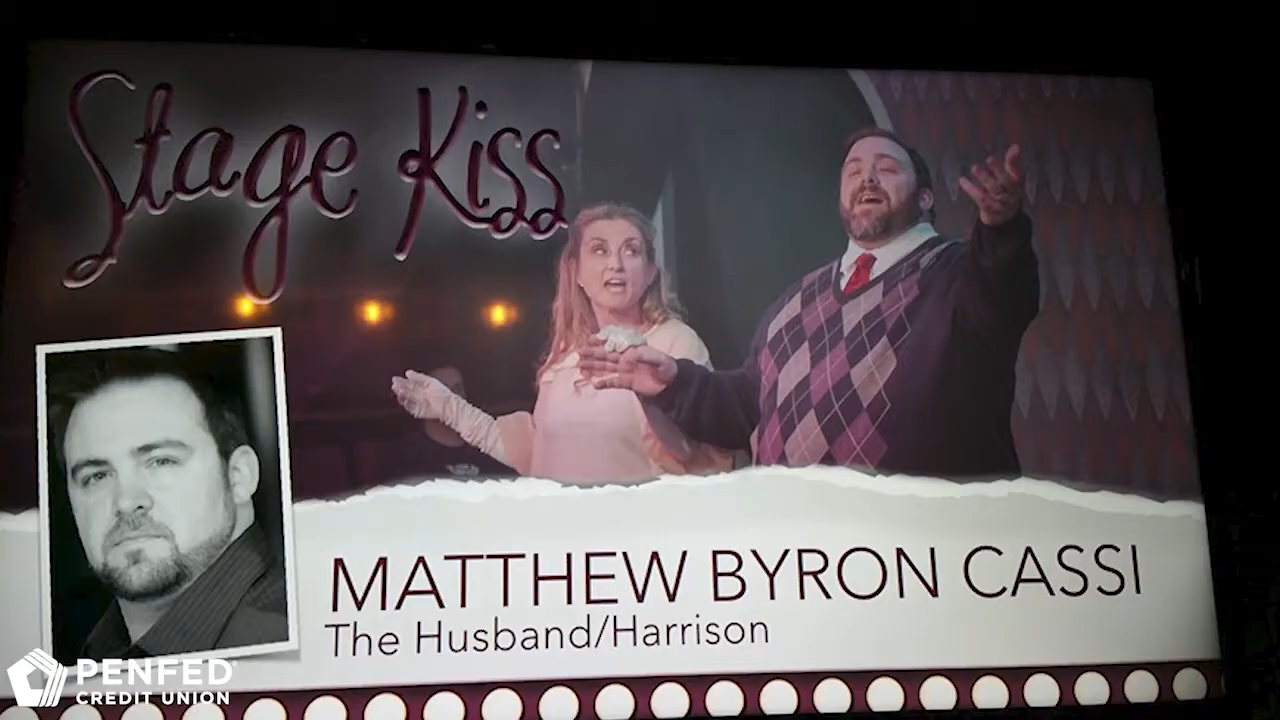 Stage Kiss
MATTHEW BYRON CASSI
The Husband/Harrison
PENFED
CREDIT UNION